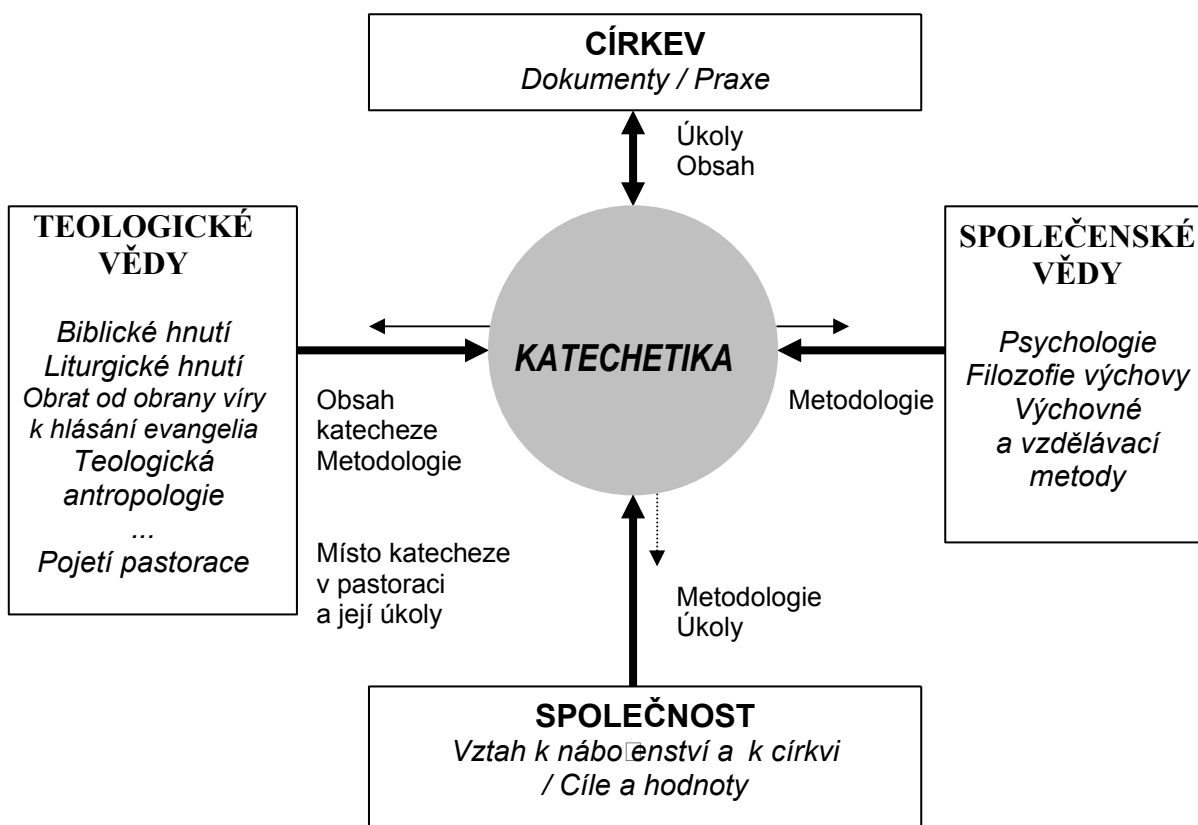 CÍRKEV
Dokumenty / Praxe
Úkoly
Obsah
TEOLOGICKÉ
VĚDY
Biblické hnutí
Liturgické hnutí
Obrat od obrany víry
k hlásání evangelia
Teologická
antropologie
...
Pojetí pastorace
Obsah
katecheze
Metodologie
Místo katecheze
v pastoraci
a její úkoly
KATECHETIKA
Metodologie
SPOLEČENSKÉ
VĚDY
Psychologie
Filozofie výchovy
Výchovné
a vzdělávací
metody
Metodologie
Úkoly
SPOLEČNOST
Vztah k nábo□enství a k církvi
/ Cíle a hodnoty